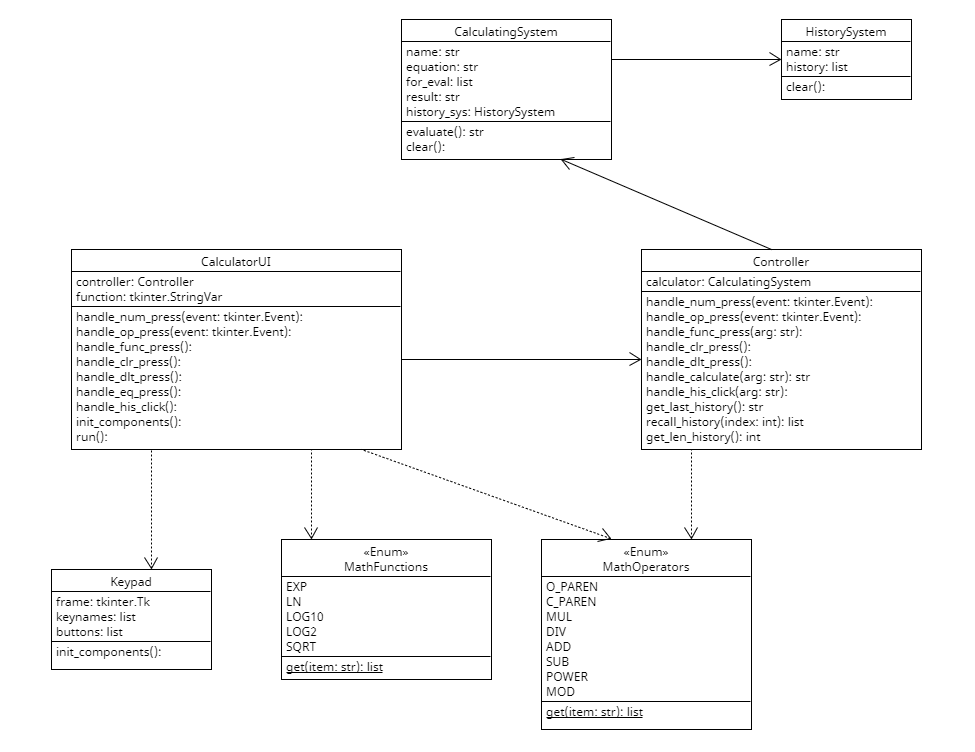 CalculatingSystem
name: str
equation: str
for_eval: list
result: str
history_sys: HistorySystem
evaluate(): str
clear():
HistorySystem
name: str
history: list
clear():
CalculatorUI
controller: Controller
function: tkinter.StringVar
handle_num_press(event: tkinter.Event):
handle_op_press(event: tkinter.Event):
handle_func_press():
handle_clr_press():
handle_dlt_press():
handle_eq_press():
handle_his_click():
init_components():
run():
Controller
calculator: CalculatingSystem
handle_num_press(event: tkinter.Event):
handle_op_press(event: tkinter.Event):
handle_func_press(arg: str):
handle_clr_press():
handle_dlt_press():
handle_calculate(arg: str): str
handle_his_click(arg: str):
get_last_history(): str
recall_history(index: int): list
get_len_history(): int
Keypad
frame: tkinter.Tk
keynames: list
buttons: list
init_components():
«Enum»
MathFunctions
EXP
LN
LOG10
LOG2
SQRT
get(item: str): list
«Enum»
MathOperators
O_PAREN
C_PAREN
MUL
DIV
ADD
SUB
POWER
MOD
get(item: str): list